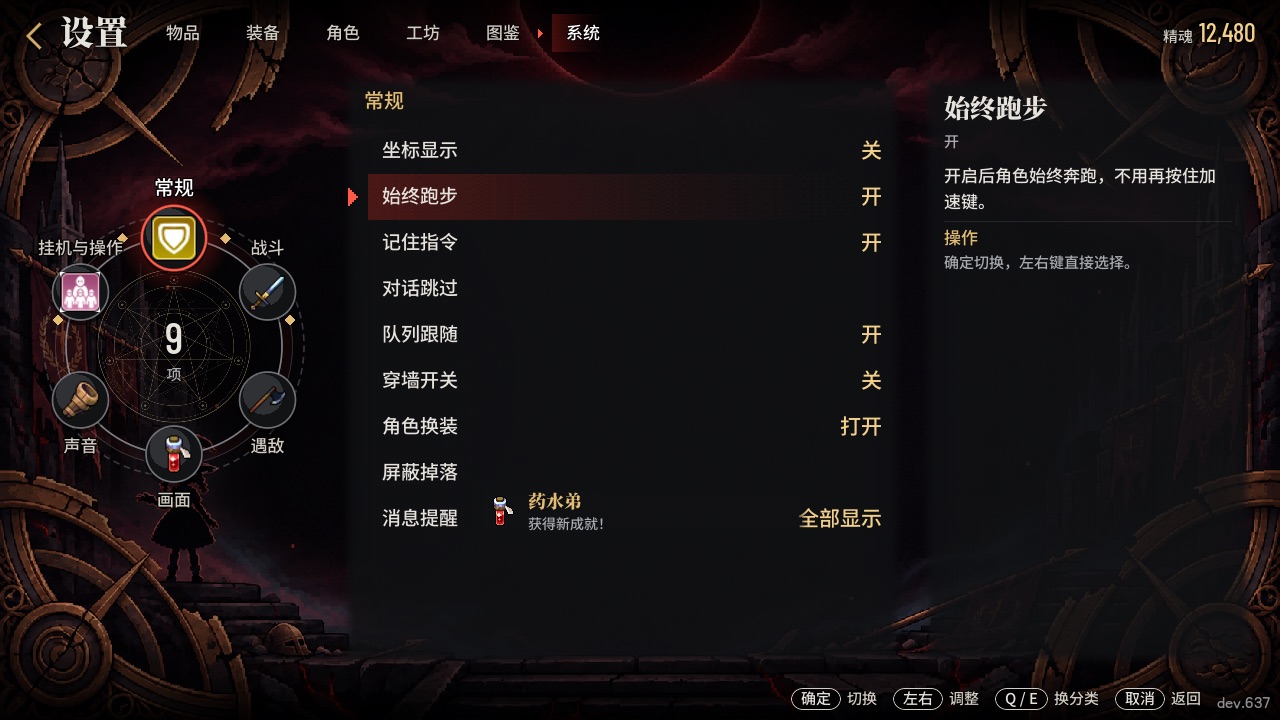 设置
物品
装备
角色
工坊
图鉴
系统
精魂 12,480
常规
挂机与操作
战斗
9
项
声音
遇敌
画面
常规
坐标显示 关
始终跑步 开
记住指令 开
对话跳过
队列跟随 开
穿墙开关 关
角色换装 打开
屏蔽掉落
消息提醒 全部显示
药水弟
获得新成就!
始终跑步
开
开启后角色始终奔跑，不用再按住加
速键。
操作
确定切换，左右键直接选择。
确定 切换 左右 调整 Q / E 换分类 取消 返回
dev.637